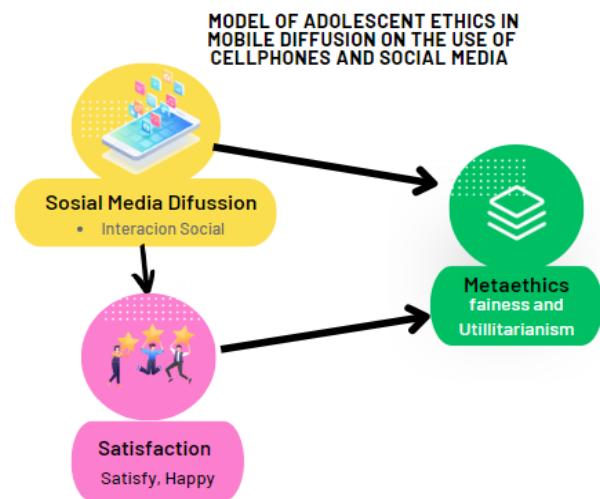 MODEL OF ADOLESCENT ETHICS IN
MOBILE DIFFUSION ON THE USE OF
CELLPHONES AND SOCIAL MEDIA
Sosial Media Difussion
• Interacion Social
Metaethics
fainess and
Utillitarianism
Satisfaction
Satisfy, Happy